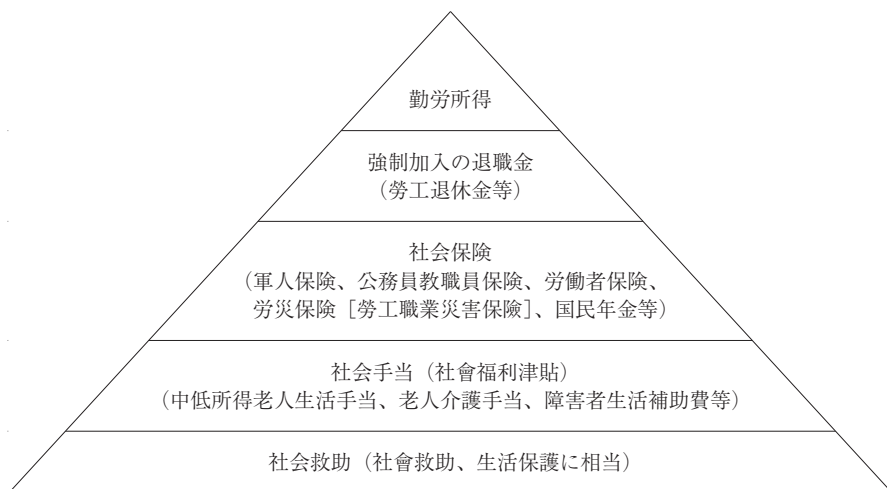 勤労所得
強制加入の退職金
（勞工退休金等）
社会保険
（軍人保険、公務員教職員保険、労働者保険、
労災保険［勞工職業災害保険］、国民年金等）
社会手当（社會福利津貼）
（中低所得老人生活手当、老人介護手当、障害者生活補助費等）
社会救助（社會救助、生活保護に相当）